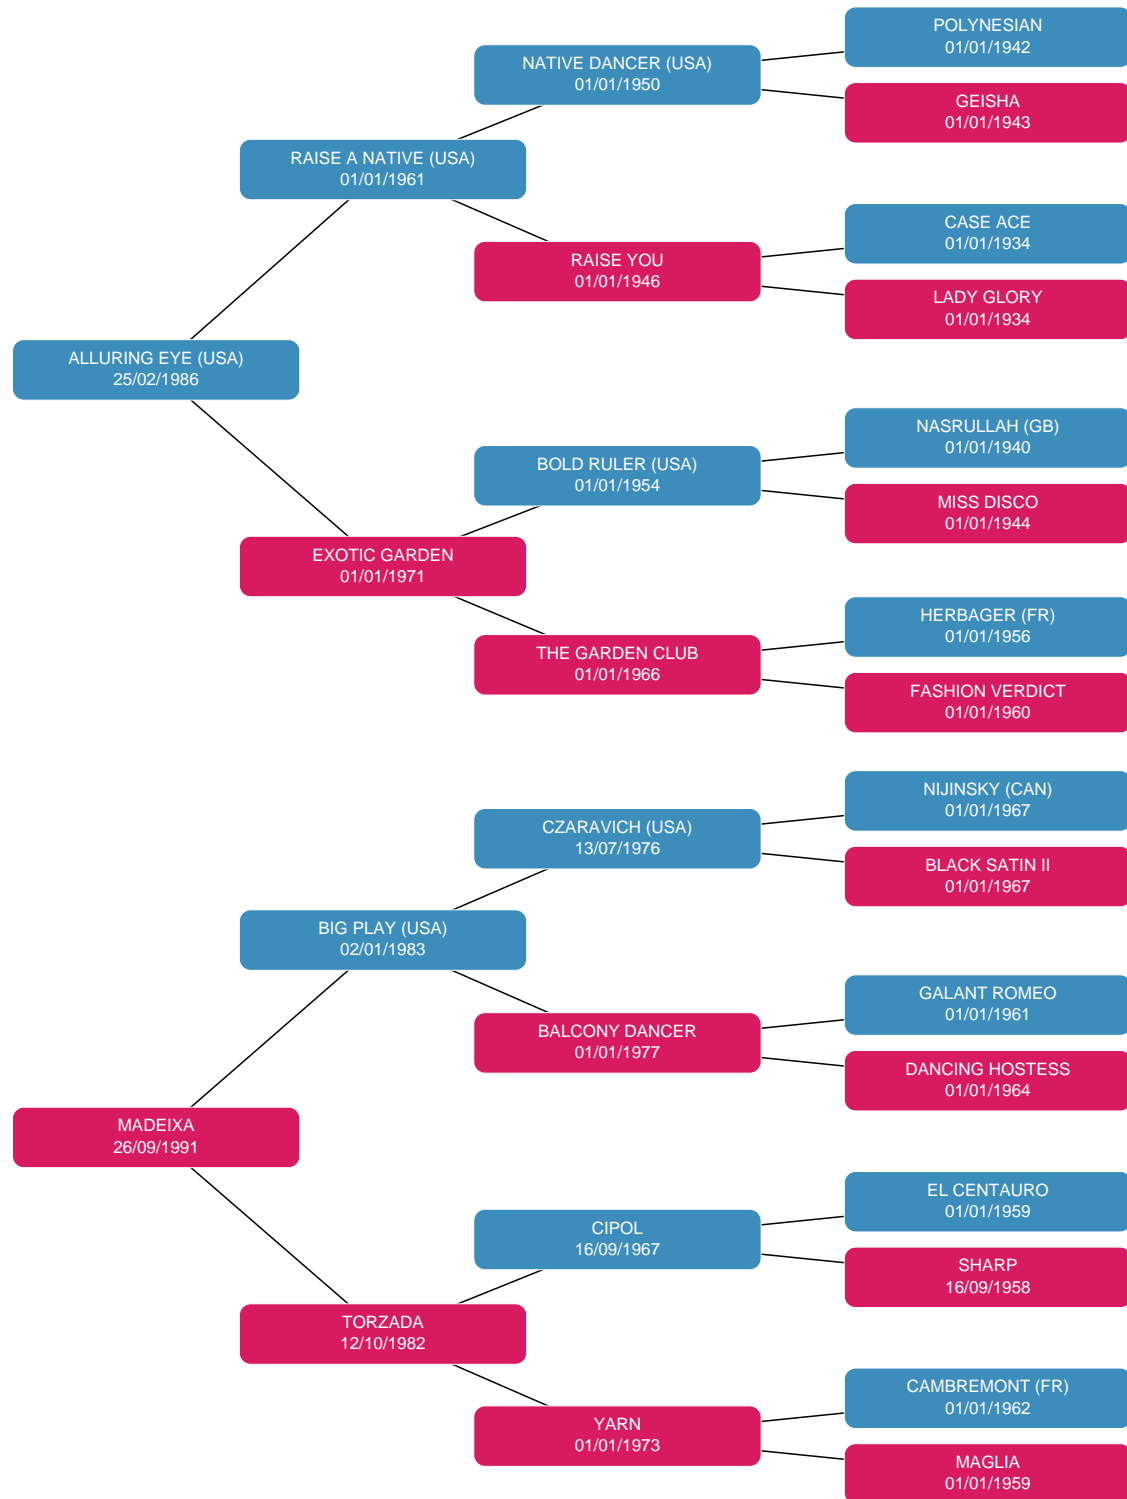 POLYNESIAN
01/01/1942
NATIVE DANCER (USA)
01/01/1950
GEISHA
01/01/1943
RAISE A NATIVE (USA)
01/01/1961
CASE ACE
01/01/1934
RAISE YOU
01/01/1946
LADY GLORY
01/01/1934
ALLURING EYE (USA)
25/02/1986
NASRULLAH (GB)
01/01/1940
BOLD RULER (USA)
01/01/1954
MISS DISCO
01/01/1944
EXOTIC GARDEN
01/01/1971
HERBAGER (FR)
01/01/1956
THE GARDEN CLUB
01/01/1966
FASHION VERDICT
01/01/1960
NIJINSKY (CAN)
01/01/1967
CZARAVICH (USA)
13/07/1976
BLACK SATIN II
01/01/1967
BIG PLAY (USA)
02/01/1983
GALANT ROMEO
01/01/1961
BALCONY DANCER
01/01/1977
DANCING HOSTESS
01/01/1964
MADEIXA
26/09/1991
EL CENTAURO
01/01/1959
CIPOL
16/09/1967
SHARP
16/09/1958
TORZADA
12/10/1982
CAMBREMONT (FR)
01/01/1962
YARN
01/01/1973
MAGLIA
01/01/1959